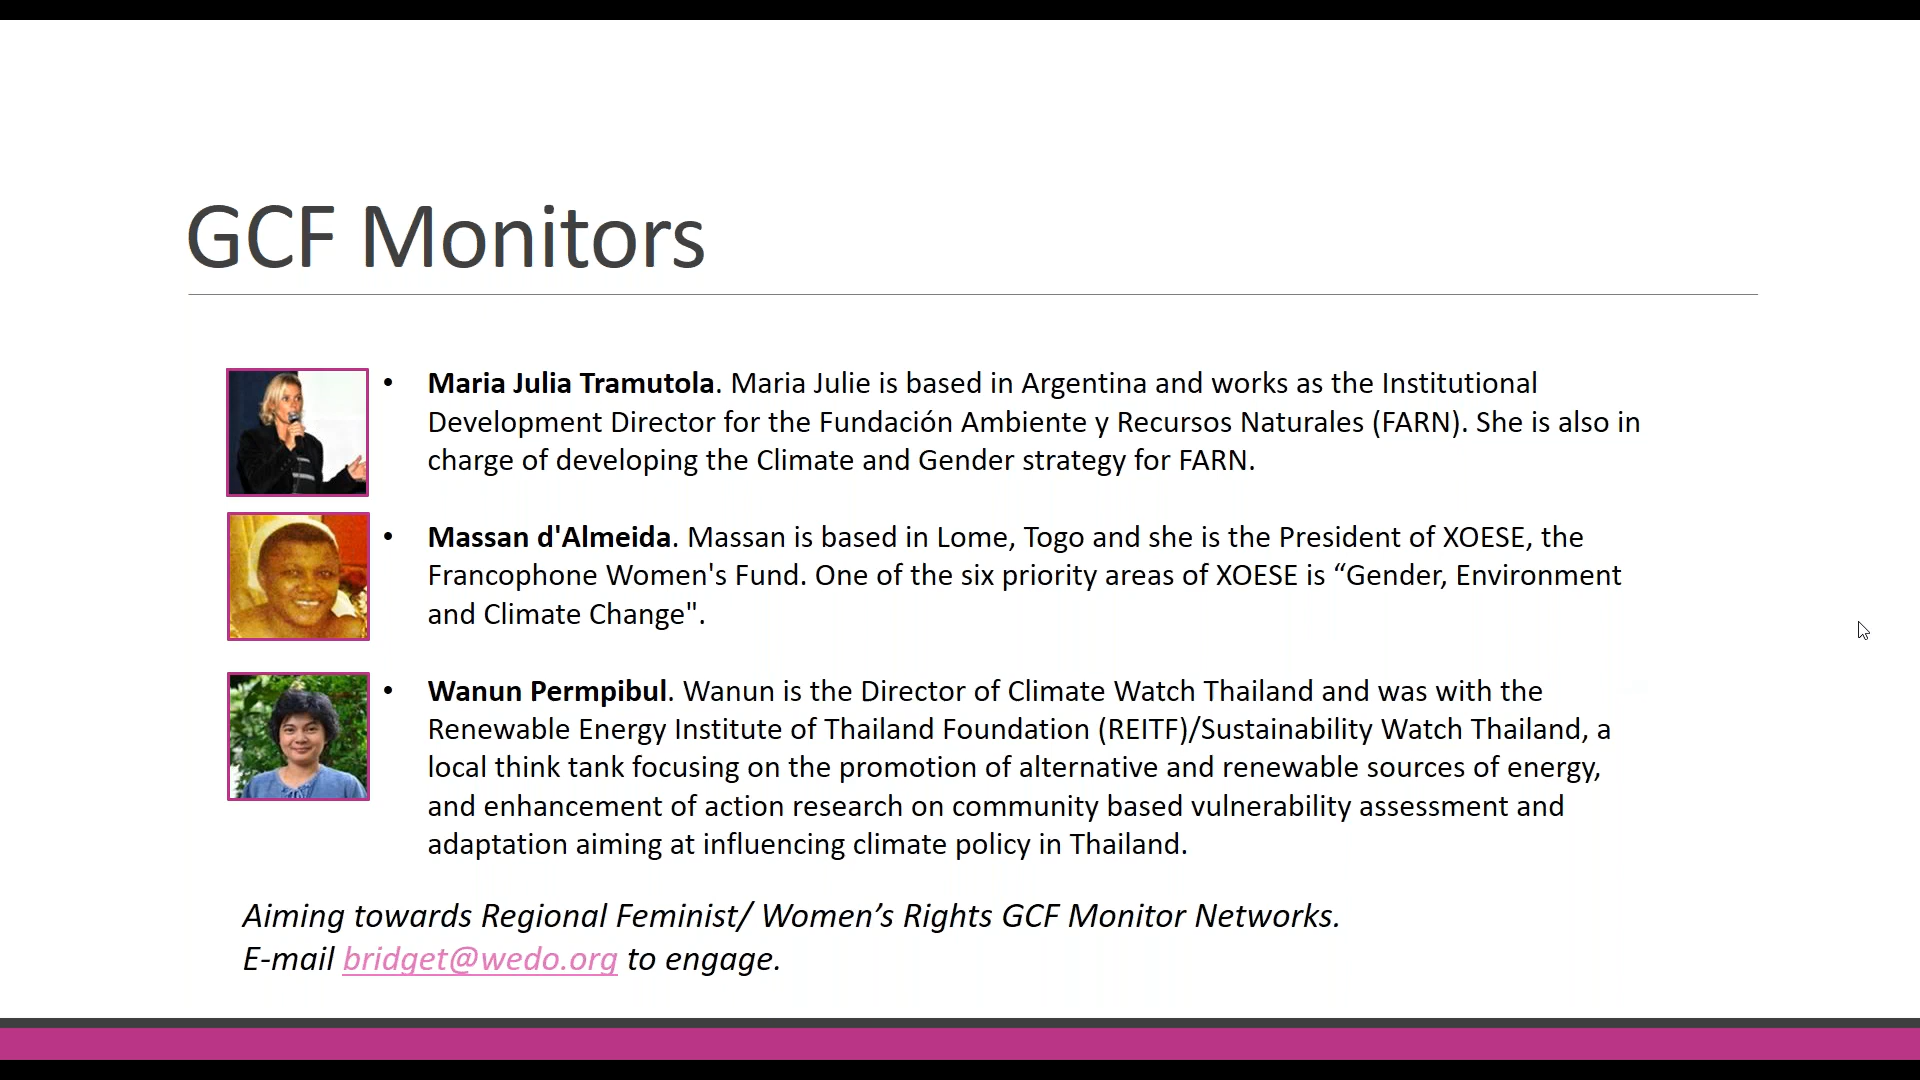 GCF Monitors
• Maria Julia Tramutola. Maria Julie is based in Argentina and works as the Institutional
Development Director for the Fundación Ambiente y Recursos Naturales (FARN). She is also in
charge of developing the Climate and Gender strategy for FARN.
• Massan d'Almeida. Massan is based in Lome, Togo and she is the President of XOESE, the
Francophone Women's Fund. One of the six priority areas of XOESE is “Gender, Environment
and Climate Change".
• Wanun Permpibul. Wanun is the Director of Climate Watch Thailand and was with the
Renewable Energy Institute of Thailand Foundation (REITF)/Sustainability Watch Thailand, a
local think tank focusing on the promotion of alternative and renewable sources of energy,
and enhancement of action research on community based vulnerability assessment and
adaptation aiming at influencing climate policy in Thailand.
Aiming towards Regional Feminist/ Women’s Rights GCF Monitor Networks.
E-mail bridget@wedo.org to engage.